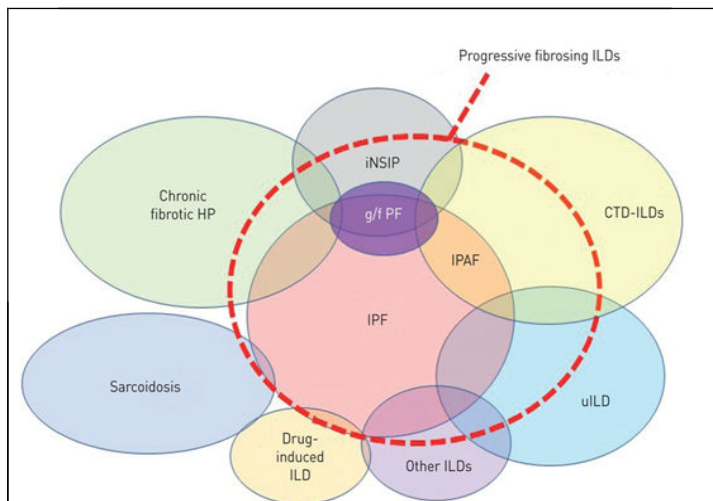 Progressive fibrosing ILDs
iNSIP
Chronic
fibrotic HP
g/f PF
CTD-ILDs
IPAF
IPF
Sarcoidosis
uILD
Drug-
induced
ILD
Other ILDs